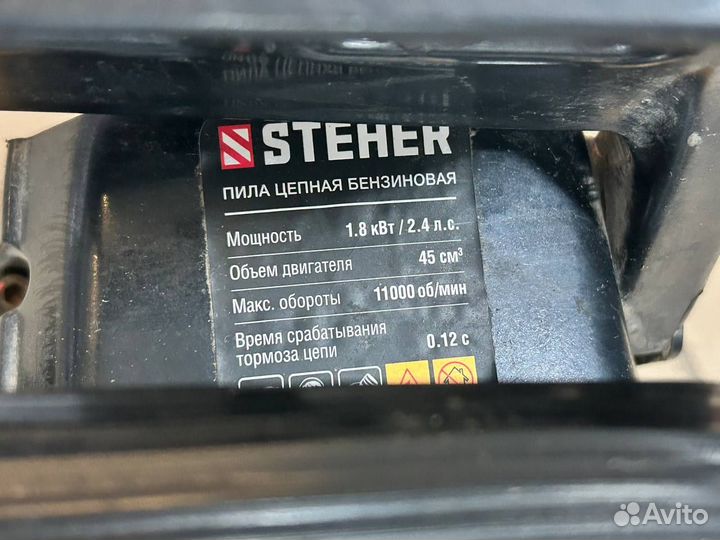 STEHER
ПИЛА ЦЕПНАЯ БЕНЗИНОВАЯ
Мощность 1.8 кВт / 2.4 л.с.
Объем двигателя 45 см³
Макс. обороты 11000 об/мин
Время срабывания
тормоза цепи 0.12 с
Avito